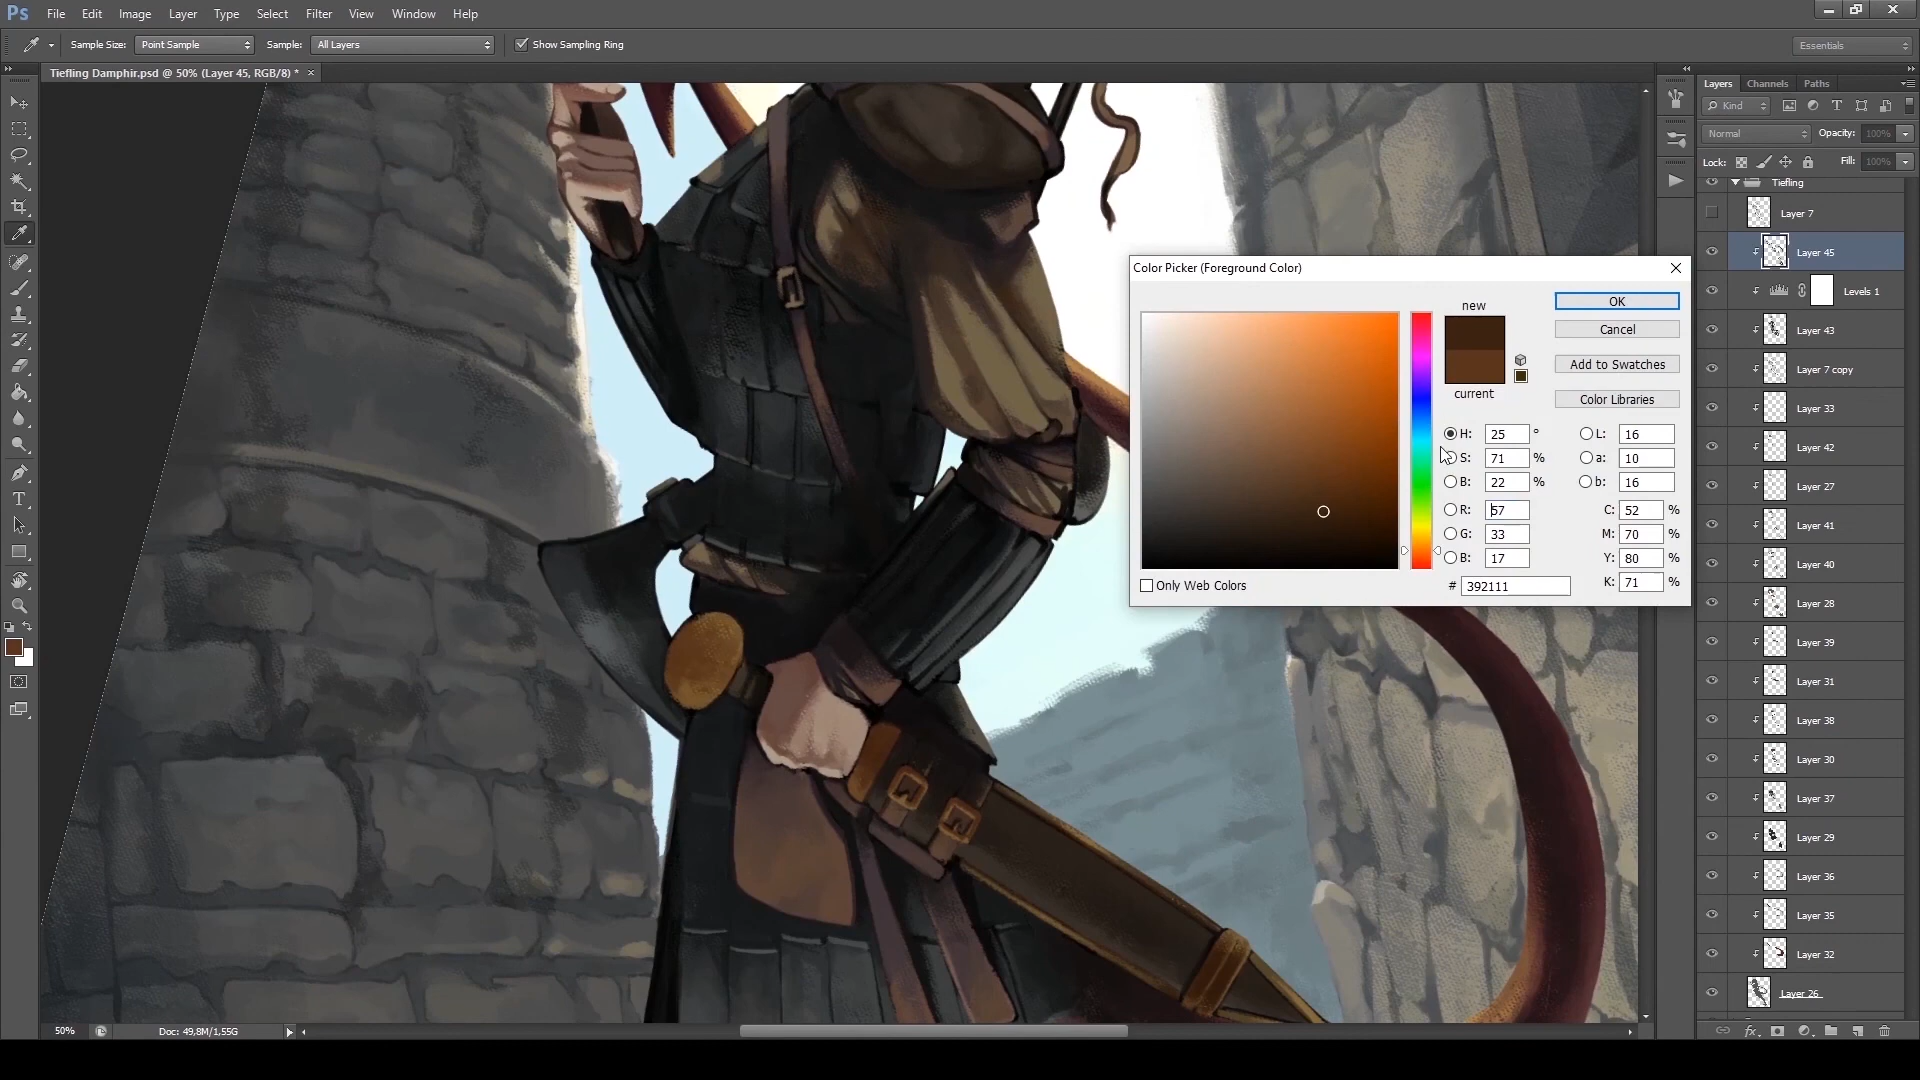 Ps File Edit Image Layer Type Select Filter 3D View Window Help
Sample Size: Point Sample Sample: All Layers Show Sampling Ring Essentials
Tiefling Damphir.psd @ 50% (Layer 45, RGB/8) * ×
Layers Channels Paths
Kind
Normal Opacity: 100%
Lock: Fill: 100%
Tiefling
Layer 7
Layer 45
Levels 1
Layer 43
Layer 7 copy
Layer 33
Layer 42
Layer 27
Layer 41
Layer 40
Layer 28
Layer 39
Layer 31
Layer 38
Layer 30
Layer 37
Layer 29
Layer 36
Layer 35
Layer 32
Layer 26
Color Picker (Foreground Color)
new
current
OK
Cancel
Add to Swatches
Color Libraries
H: 25 °
S: 71 %
B: 22 %
R: 57
G: 33
B: 17
# 392111
L: 16
a: 10
b: 16
C: 52 %
M: 70 %
Y: 80 %
K: 71 %
Only Web Colors
50% Doc: 49,8M/1,55G